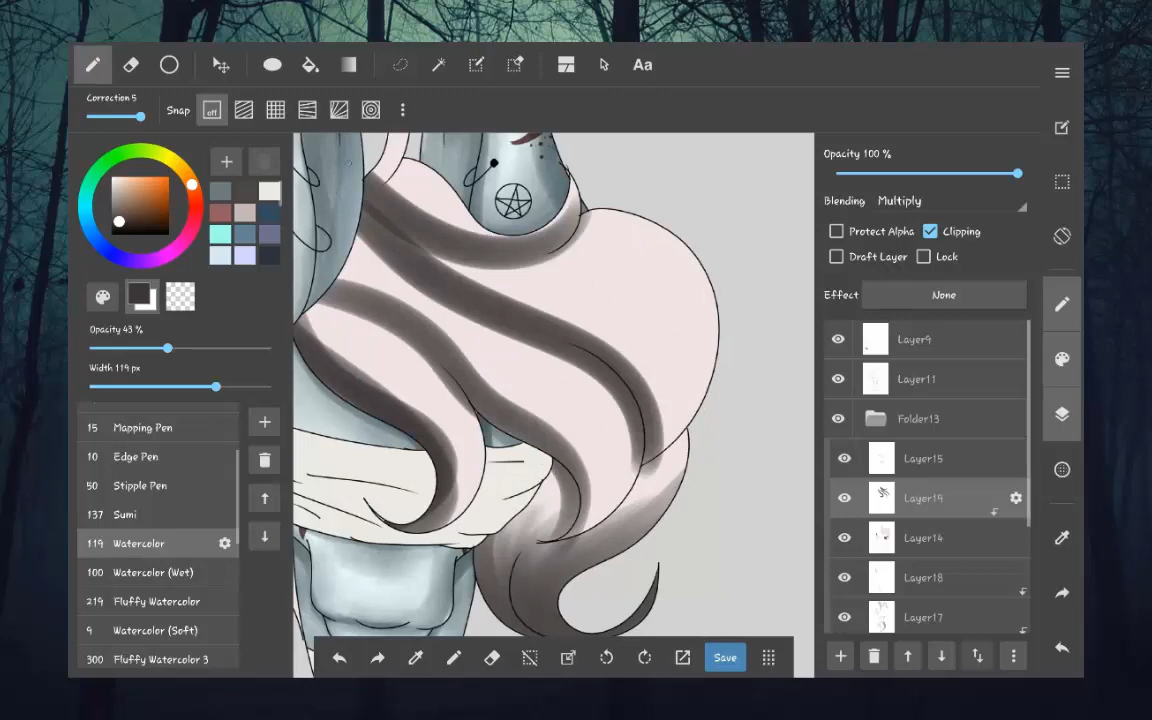 Aa
Correction 5
Snap
off
Opacity 100 %
Blending
Multiply
Protect Alpha
Clipping
Draft Layer
Lock
Effect
None
Opacity 43 %
Width 119 px
15 Mapping Pen
10 Edge Pen
50 Stipple Pen
137 Sumi
119 Watercolor
100 Watercolor (Wet)
219 Fluffy Watercolor
9 Watercolor (Soft)
300 Fluffy Watercolor 3
Layer9
Layer11
Folder13
Layer15
Layer19
Layer14
Layer18
Layer17
Save